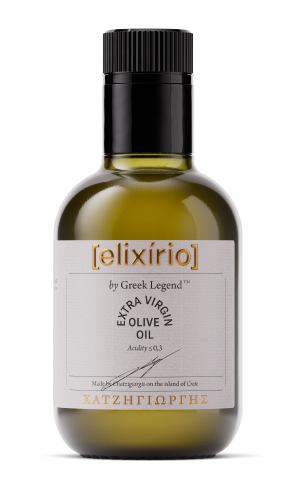 [elixírio]
by Greek Legend™
EXTRA VIRGIN
OLIVE
OIL
Acidity ≤ 0,3
Made by Chatzigiorgis on the island of Crete
ΧΑΤΖΗΓΙΩΡΓΗΣ